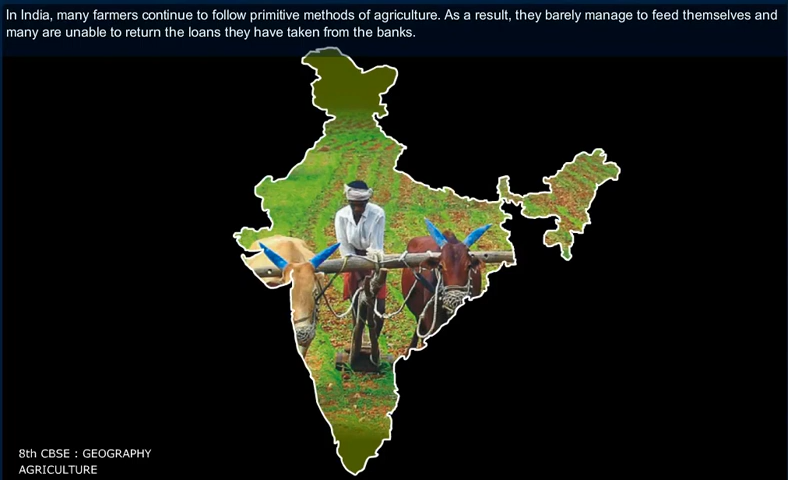 In India, many farmers continue to follow primitive methods of agriculture. As a result, they barely manage to feed themselves and
many are unable to return the loans they have taken from the banks.
8th CBSE : GEOGRAPHY
AGRICULTURE